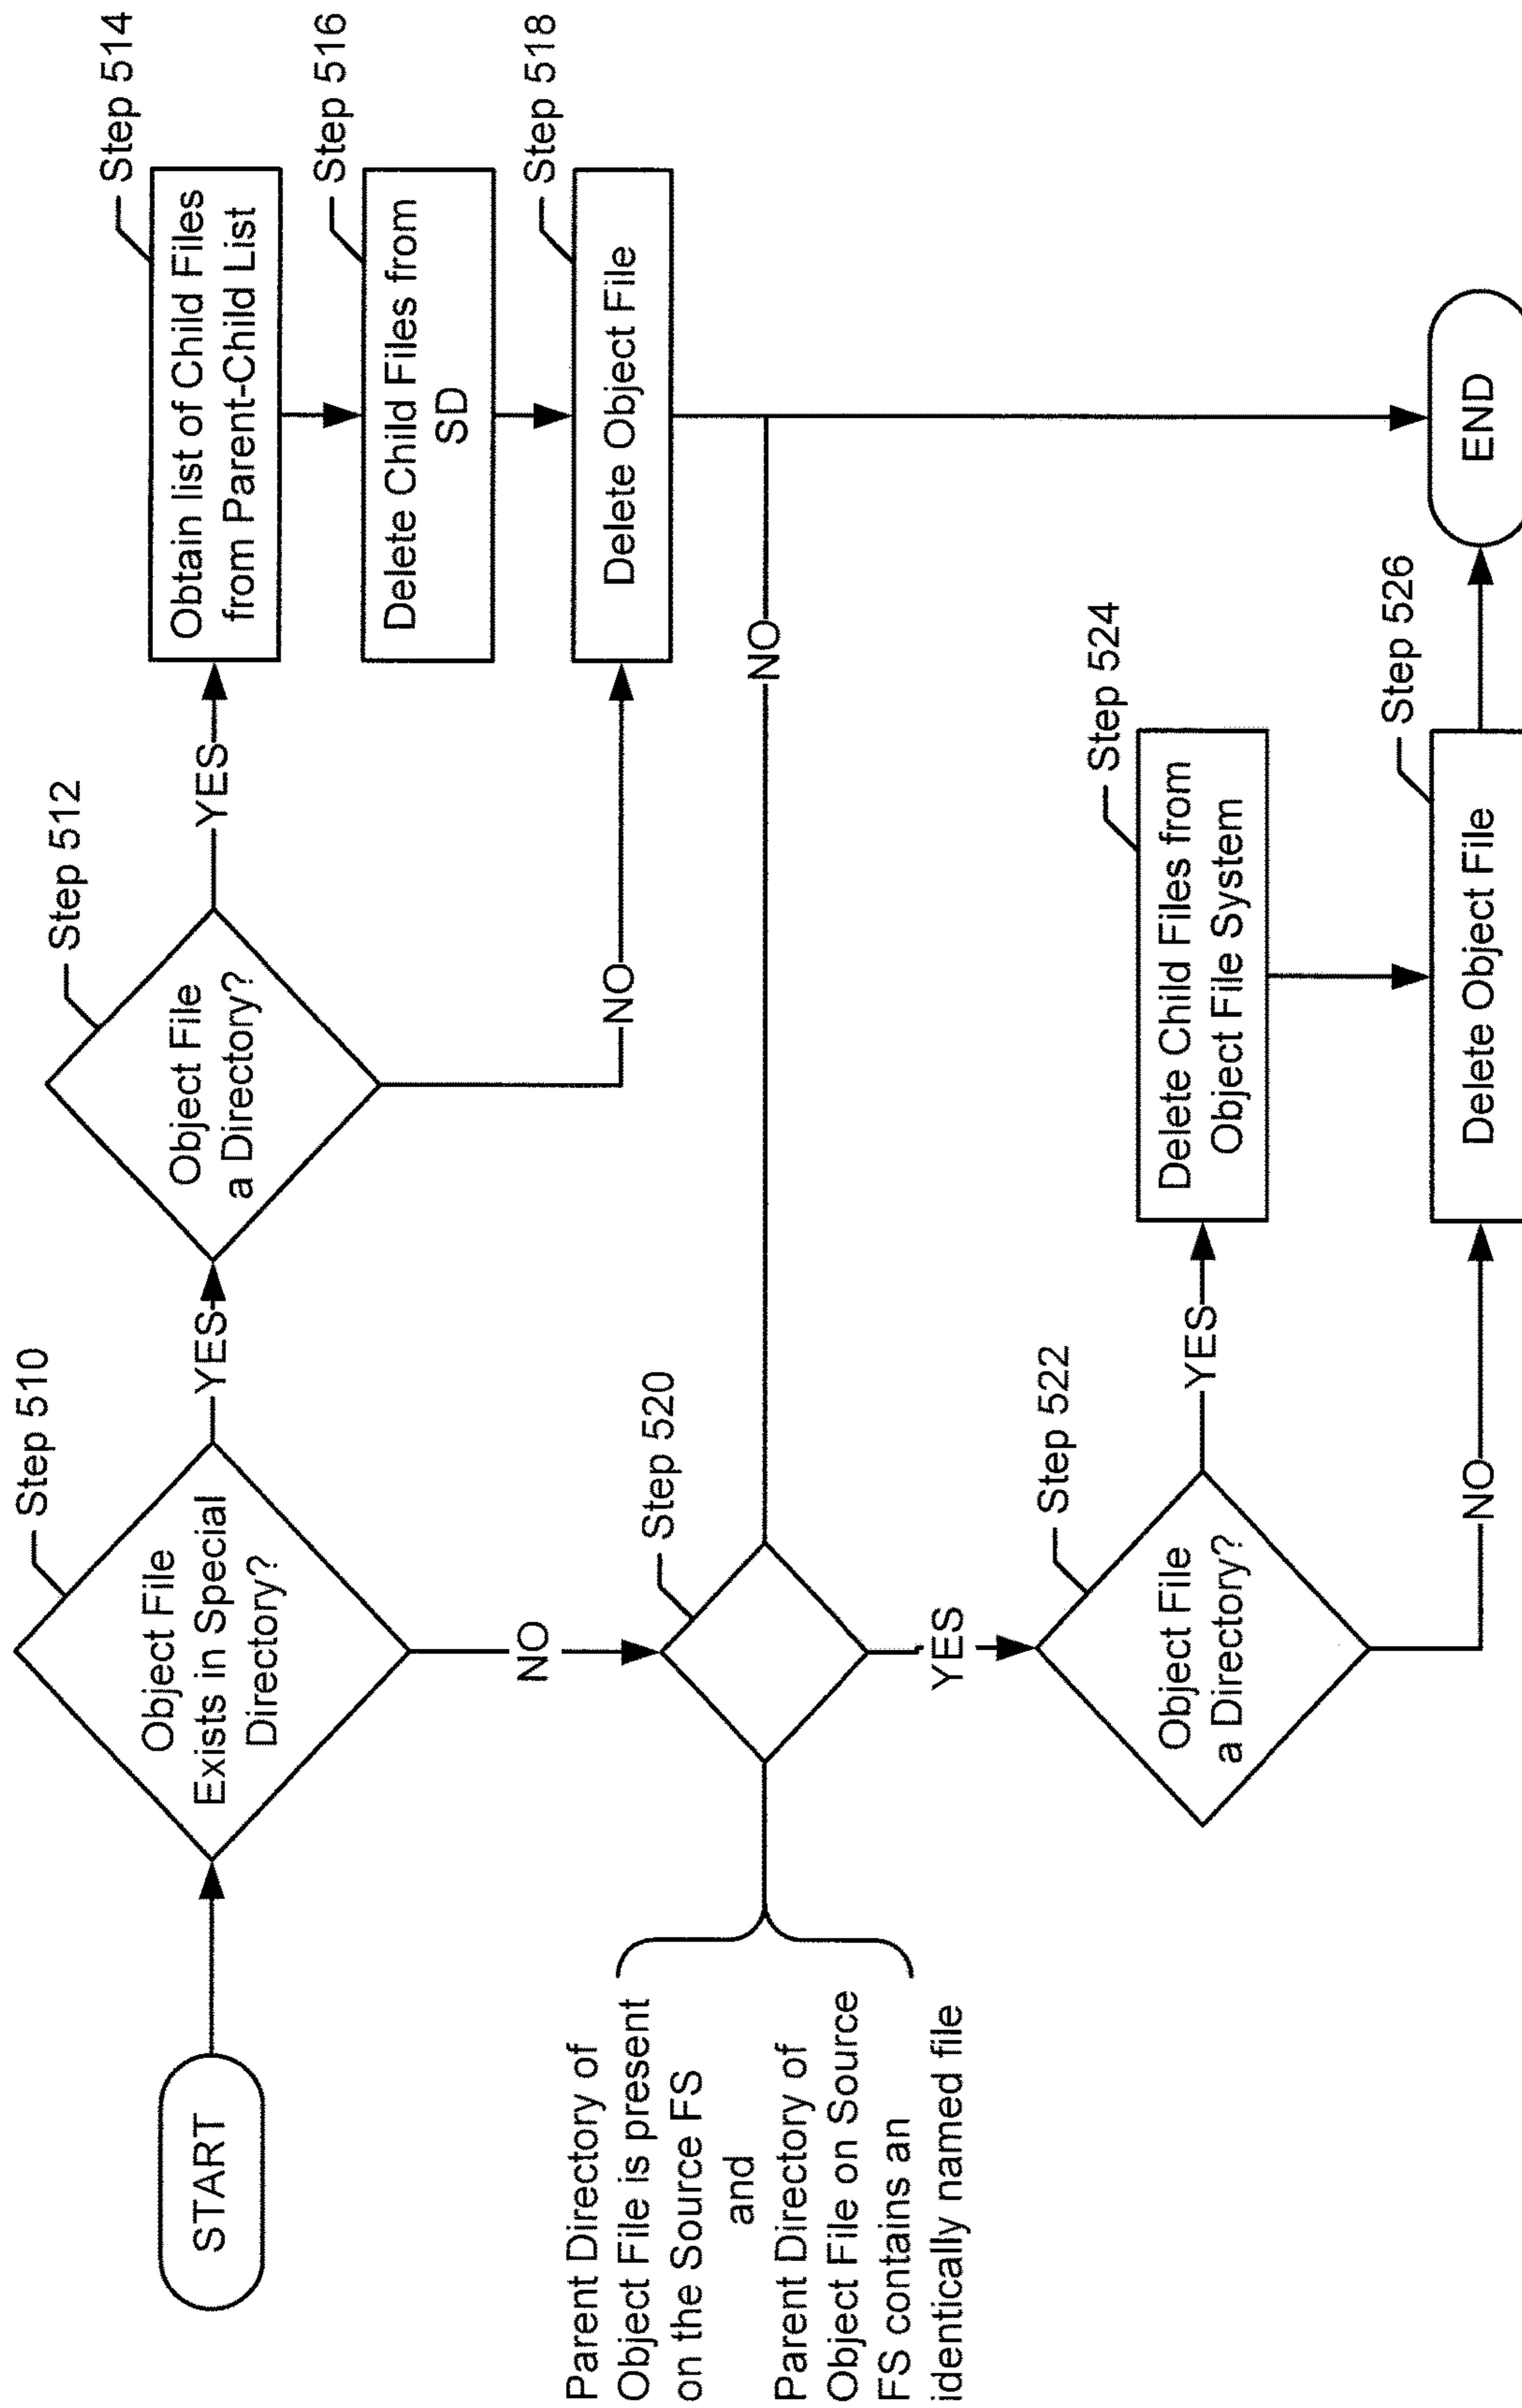 START
Step 510
Object File
Exists in Special
Directory?
YES
Step 512
Object File
a Directory?
YES
Step 514
Obtain list of Child Files
from Parent-Child List
Step 516
Delete Child Files from
SD
NO
Step 518
Delete Object File
NO
Parent Directory of
Object File is present
on the Source FS
and
Parent Directory of
Object File on Source
FS contains an
identically named file
Step 520
NO
YES
Step 522
Object File
a Directory?
YES
Step 524
Delete Child Files from
Object File System
NO
Step 526
Delete Object File
END